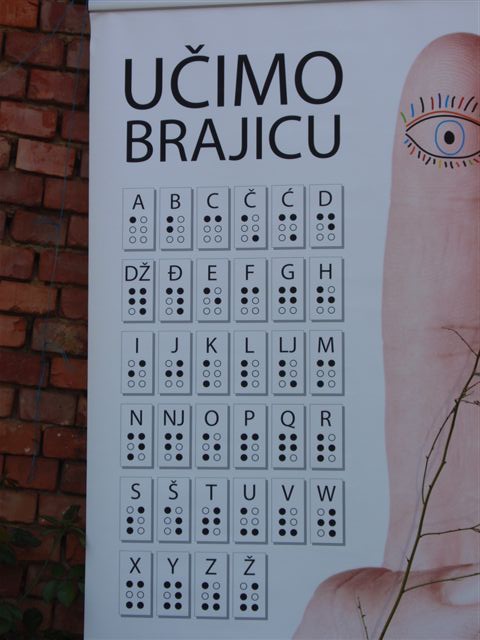 UČIMO
BRAJICU
A B C Č Ć D
DŽ Đ E F G H
I J K L LJ M
N NJ O P Q R
S Š T U V W
X Y Z Ž